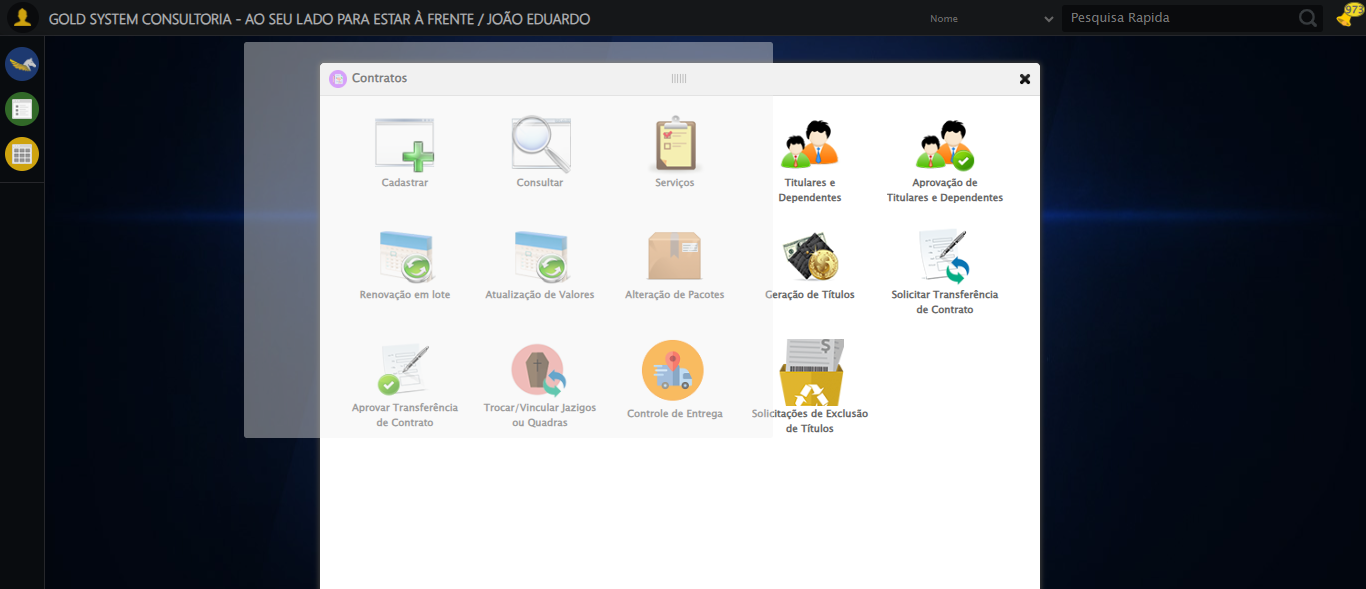 GOLD SYSTEM CONSULTORIA - AO SEU LADO PARA ESTAR À FRENTE / JOÃO EDUARDO
Nome
Pesquisa Rapida
973
Contratos
Cadastrar
Consultar
Serviços
Titulares e
Dependentes
Aprovação de
Titulares e Dependentes
Renovação em lote
Atualização de Valores
Alteração de Pacotes
Geração de Títulos
Solicitar Transferência
de Contrato
Aprovar Transferência
de Contrato
Trocar/Vincular Jazigos
ou Quadras
Controle de Entrega
$
Solicitações de Exclusão
de Títulos